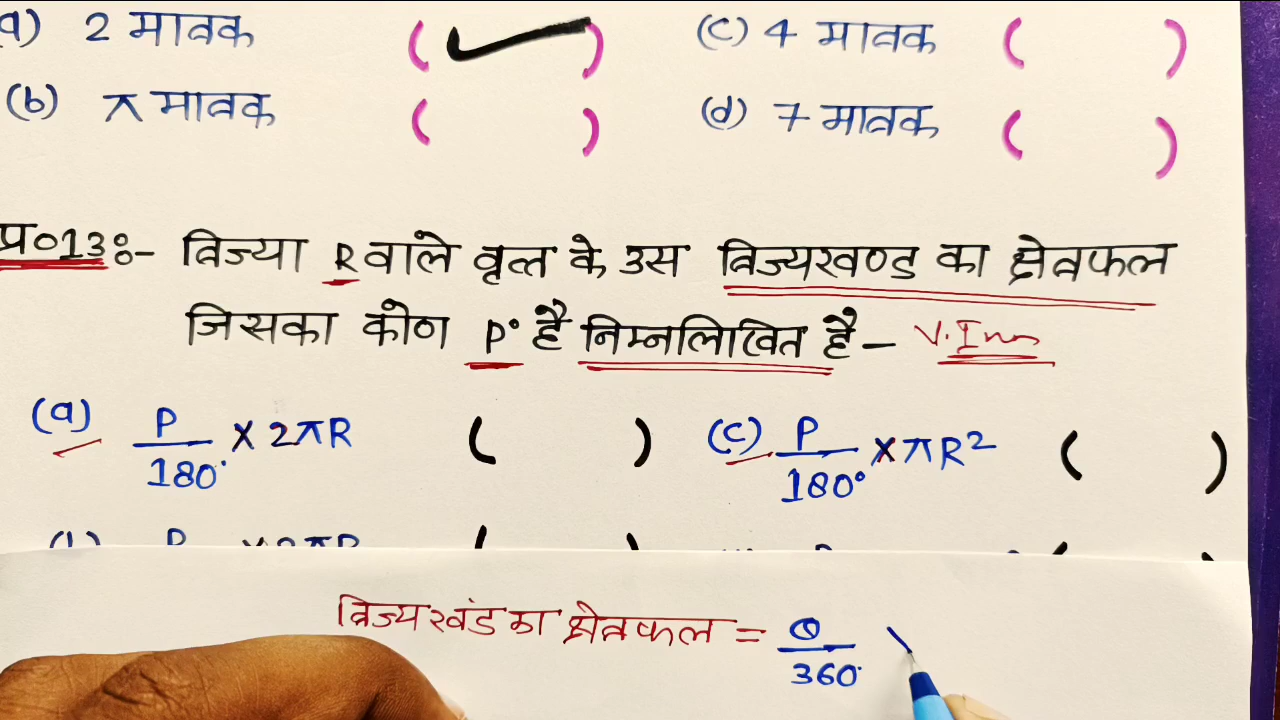 a) 2 मात्रक ( ✓ ) (c) 4 मात्रक ( )
(b) π मात्रक ( ) (d) 7 मात्रक ( )
प्र०13ः- त्रिज्या R वाले वृत्त के उस त्रिज्यखण्ड का क्षेत्रफल
जिसका कोण P° है निम्नलिखित है- V. Imp
(a) P/180° × 2πR ( ) (c) P/180° × πR² ( )
त्रिज्यखंड का क्षेत्रफल = θ/360°